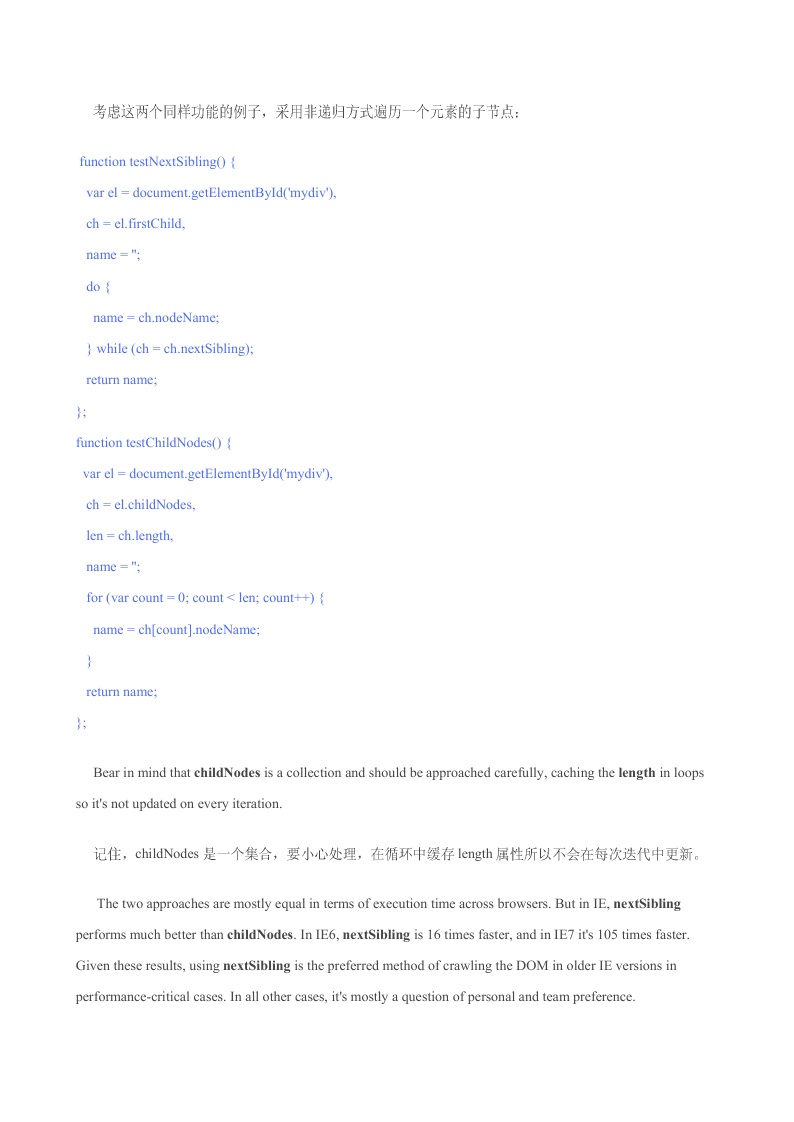 考虑这两个同样功能的例子，采用非递归方式遍历一个元素的子节点：
function testNextSibling() {
var el = document.getElementById('mydiv'),
ch = el.firstChild,
name = '';
do {
name = ch.nodeName;
} while (ch = ch.nextSibling);
return name;
};
function testChildNodes() {
var el = document.getElementById('mydiv'),
ch = el.childNodes,
len = ch.length,
name = '';
for (var count = 0; count < len; count++) {
name = ch[count].nodeName;
}
return name;
};
Bear in mind that childNodes is a collection and should be approached carefully, caching the length in loops
so it's not updated on every iteration.
记住，childNodes 是一个集合，要小心处理，在循环中缓存 length 属性所以不会在每次迭代中更新。
The two approaches are mostly equal in terms of execution time across browsers. But in IE, nextSibling
performs much better than childNodes. In IE6, nextSibling is 16 times faster, and in IE7 it's 105 times faster.
Given these results, using nextSibling is the preferred method of crawling the DOM in older IE versions in
performance-critical cases. In all other cases, it's mostly a question of personal and team preference.